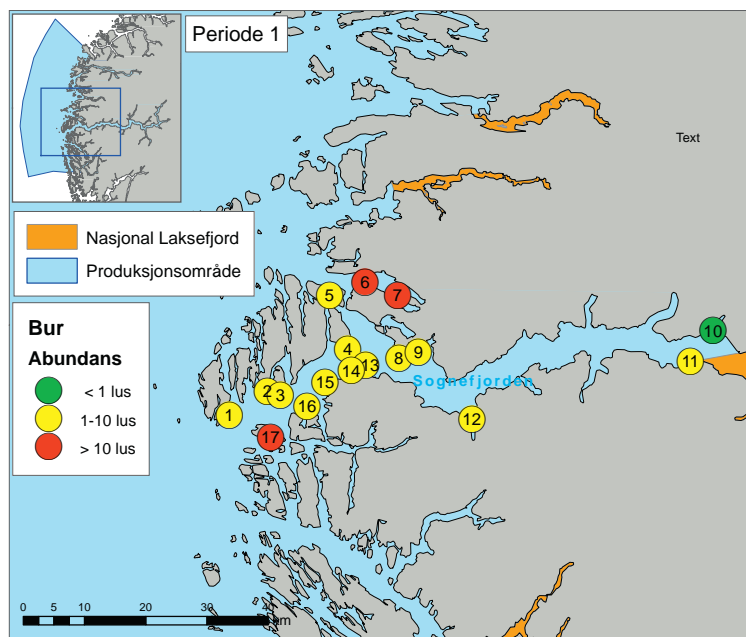 Periode 1
Text
Nasjonal Laksefjord
Produksjonsområde
Bur
Abundans
< 1 lus
1-10 lus
> 10 lus
6
5
7
10
4
9
8
13
11
14
15
2
3
16
1
12
17
Sognefjorden
0 5 10 20 30 40
km